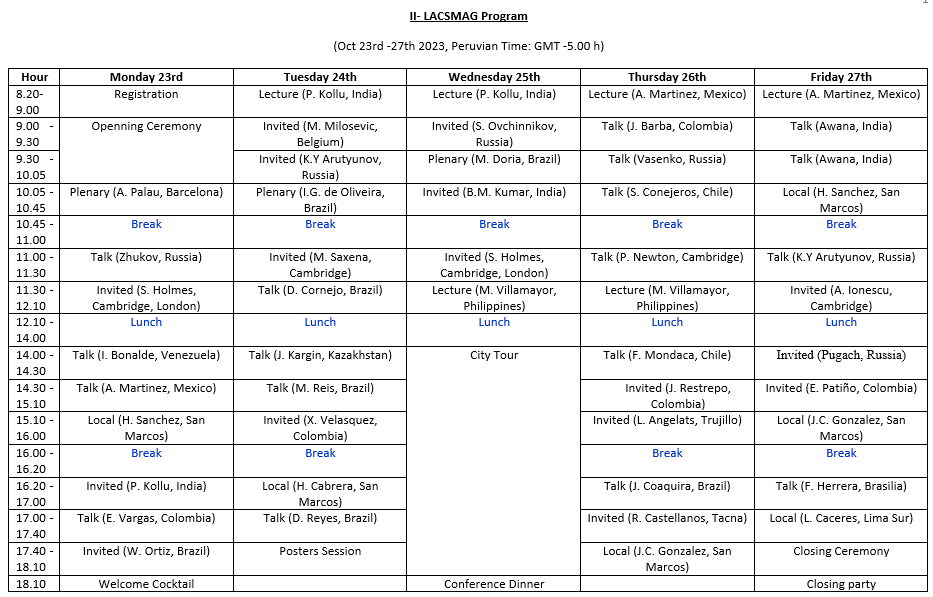 II- LACSMAG Program
(Oct 23rd -27th 2023, Peruvian Time: GMT -5.00 h)
Hour Monday 23rd Tuesday 24th Wednesday 25th Thursday 26th Friday 27th
8.20- Registration Lecture (P. Kollu, India) Lecture (P. Kollu, India) Lecture (A. Martinez, Mexico) Lecture (A. Martinez, Mexico)
9.00
9.00 - Openning Ceremony Invited (M. Milosevic, Invited (S. Ovchinnikov, Talk (J. Barba, Colombia) Talk (Awana, India)
9.30 Belgium) Russia)
9.30 - Invited (K.Y Arutyunov, Plenary (M. Doria, Brazil) Talk (Vasenko, Russia) Talk (Awana, India)
10.05 Russia)
10.05 - Plenary (A. Palau, Barcelona) Plenary (I.G. de Oliveira, Invited (B.M. Kumar, India) Talk (S. Conejeros, Chile) Local (H. Sanchez, San
10.45 Brazil) Marcos)
10.45 - Break Break Break Break Break
11.00
11.00 - Talk (Zhukov, Russia) Invited (M. Saxena, Invited (S. Holmes, Talk (P. Newton, Cambridge) Talk (K.Y Arutyunov, Russia)
11.30 Cambridge) Cambridge, London)
11.30 - Invited (S. Holmes, Talk (D. Cornejo, Brazil) Lecture (M. Villamayor, Lecture (M. Villamayor, Invited (A. Ionescu,
12.10 Cambridge, London) Philippines) Philippines) Cambridge)
12.10 - Lunch Lunch Lunch Lunch Lunch
14.00
14.00 - Talk (I. Bonalde, Venezuela) Talk (J. Kargin, Kazakhstan) City Tour Talk (F. Mondaca, Chile) Invited (Pugach, Russia)
14.30
14.30 - Talk (A. Martinez, Mexico) Talk (M. Reis, Brazil) Invited (J. Restrepo, Invited (E. Patiño, Colombia)
15.10 Colombia)
15.10 - Local (H. Sanchez, San Invited (X. Velasquez, Invited (L. Angelats, Trujillo) Local (J.C. Gonzalez, San
16.00 Marcos) Colombia) Marcos)
16.00 - Break Break Break Break
16.20
16.20 - Invited (P. Kollu, India) Local (H. Cabrera, San Talk (J. Coaquira, Brazil) Talk (F. Herrera, Brasilia)
17.00 Marcos)
17.00 - Talk (E. Vargas, Colombia) Talk (D. Reyes, Brazil) Invited (R. Castellanos, Tacna) Local (L. Caceres, Lima Sur)
17.40
17.40 - Invited (W. Ortiz, Brazil) Posters Session Local (J.C. Gonzalez, San Closing Ceremony
18.10 Marcos)
18.10 Welcome Cocktail Conference Dinner Closing party